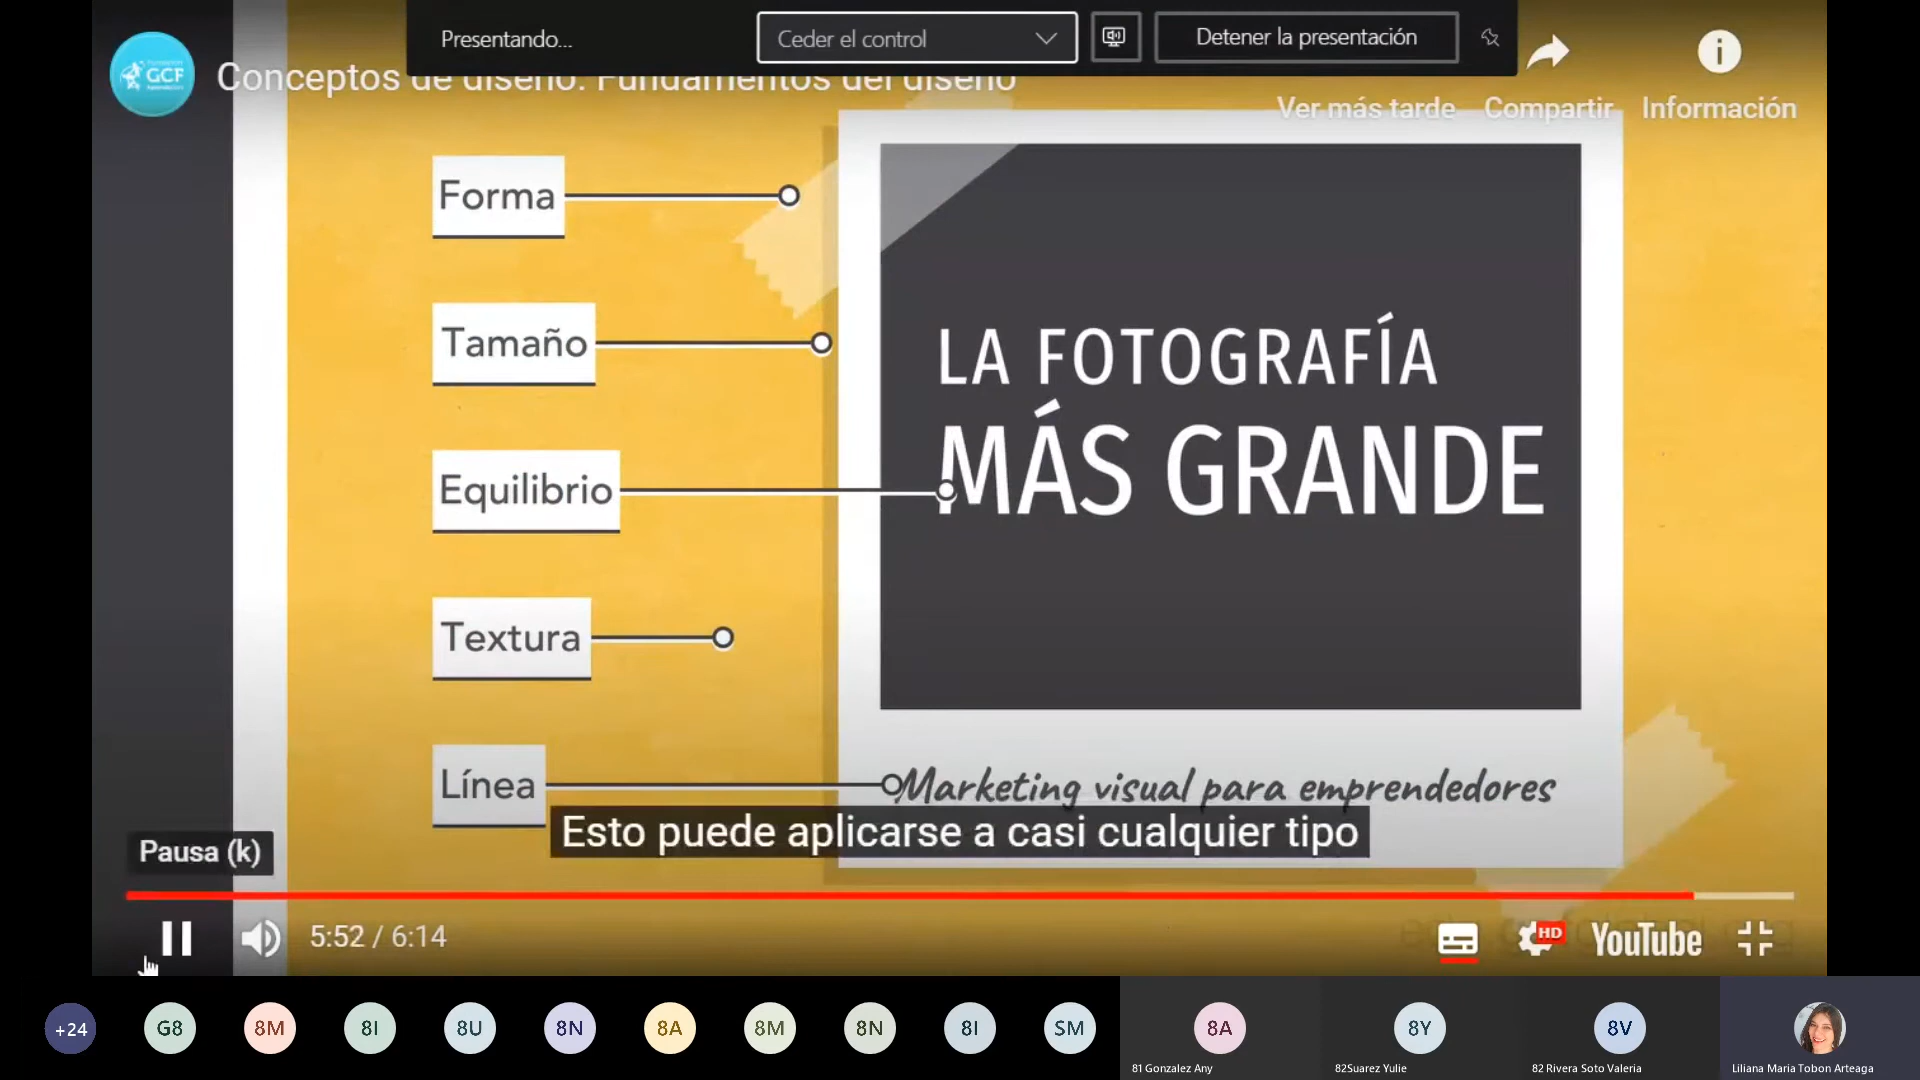 Presentando...
Ceder el control
Detener la presentación
GCF
Conceptos de diseño: Fundamentos del diseño
Ver más tarde
Compartir
Información
Forma
Tamaño
Equilibrio
Textura
Línea
LA FOTOGRAFÍA
MÁS GRANDE
Marketing visual para emprendedores
Esto puede aplicarse a casi cualquier tipo
Pausa (k)
5:52 / 6:14
HD
YouTube
+24
G8
8M
8I
8U
8N
8A
8M
8N
8I
SM
8A
8Y
8V
81 Gonzalez Any
82Suarez Yulie
82 Rivera Soto Valeria
Liliana Maria Tobon Arteaga